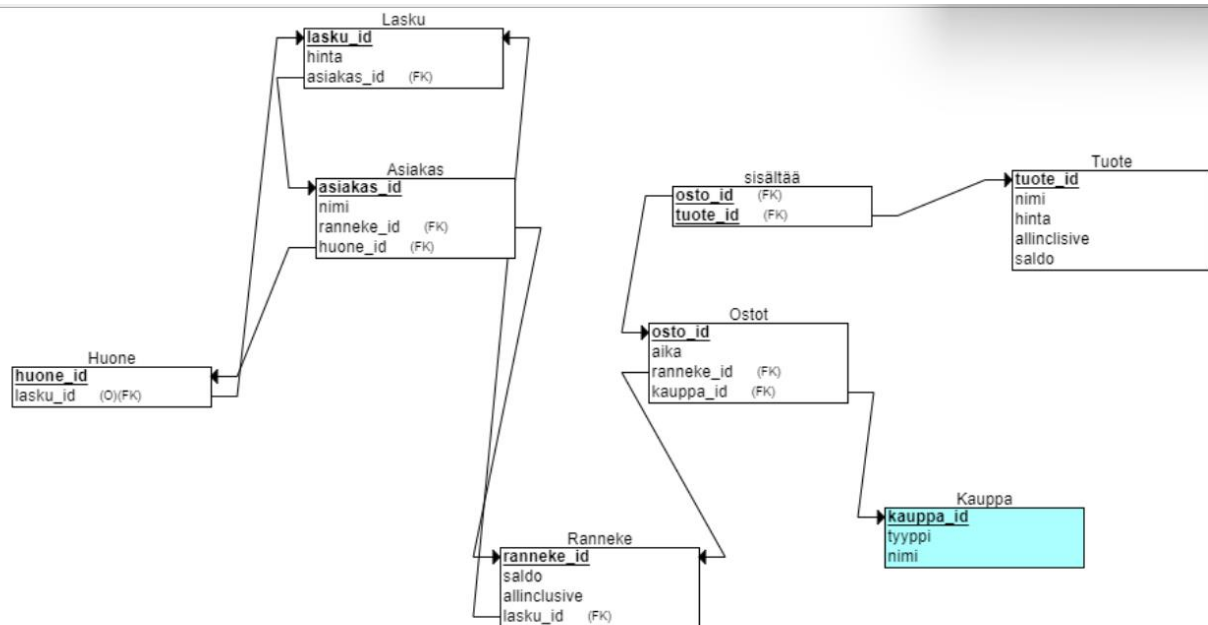 Lasku
lasku_id
hinta
asiakas_id (FK)
Asiakas
asiakas_id
nimi
ranneke_id (FK)
huone_id (FK)
sisältää
osto_id (FK)
tuote_id (FK)
Tuote
tuote_id
nimi
hinta
allinclisive
saldo
Huone
huone_id
lasku_id (O)(FK)
Ostot
osto_id
aika
ranneke_id (FK)
kauppa_id (FK)
Kauppa
kauppa_id
tyyppi
nimi
Ranneke
ranneke_id
saldo
allinclusive
lasku_id (FK)